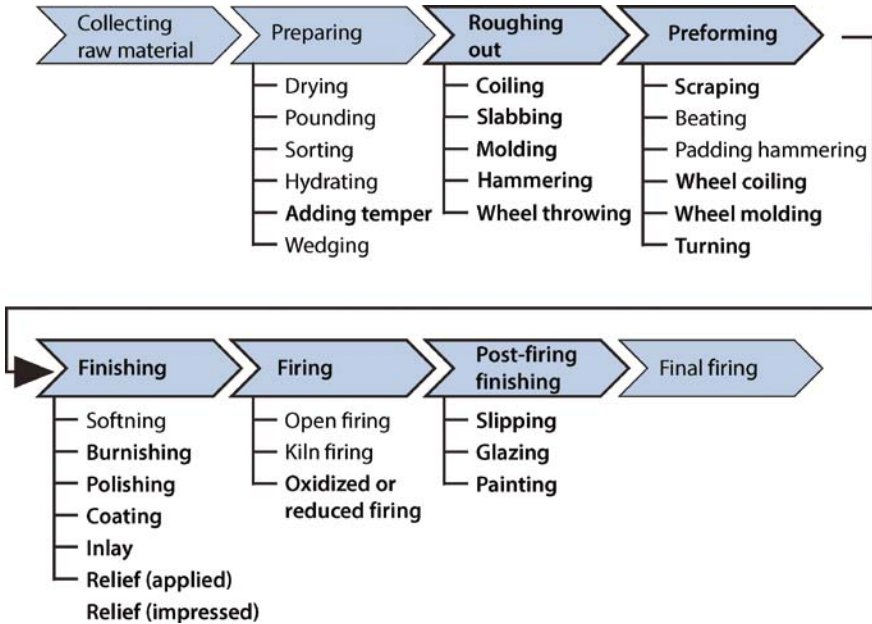 Collecting
raw material
Preparing
Drying
Pounding
Sorting
Hydrating
Adding temper
Wedging
Roughing
out
Coiling
Slabbing
Molding
Hammering
Wheel throwing
Preforming
Scraping
Beating
Padding hammering
Wheel coiling
Wheel molding
Turning
Finishing
Softning
Burnishing
Polishing
Coating
Inlay
Relief (applied)
Relief (impressed)
Firing
Open firing
Kiln firing
Oxidized or
reduced firing
Post-firing
finishing
Slipping
Glazing
Painting
Final firing